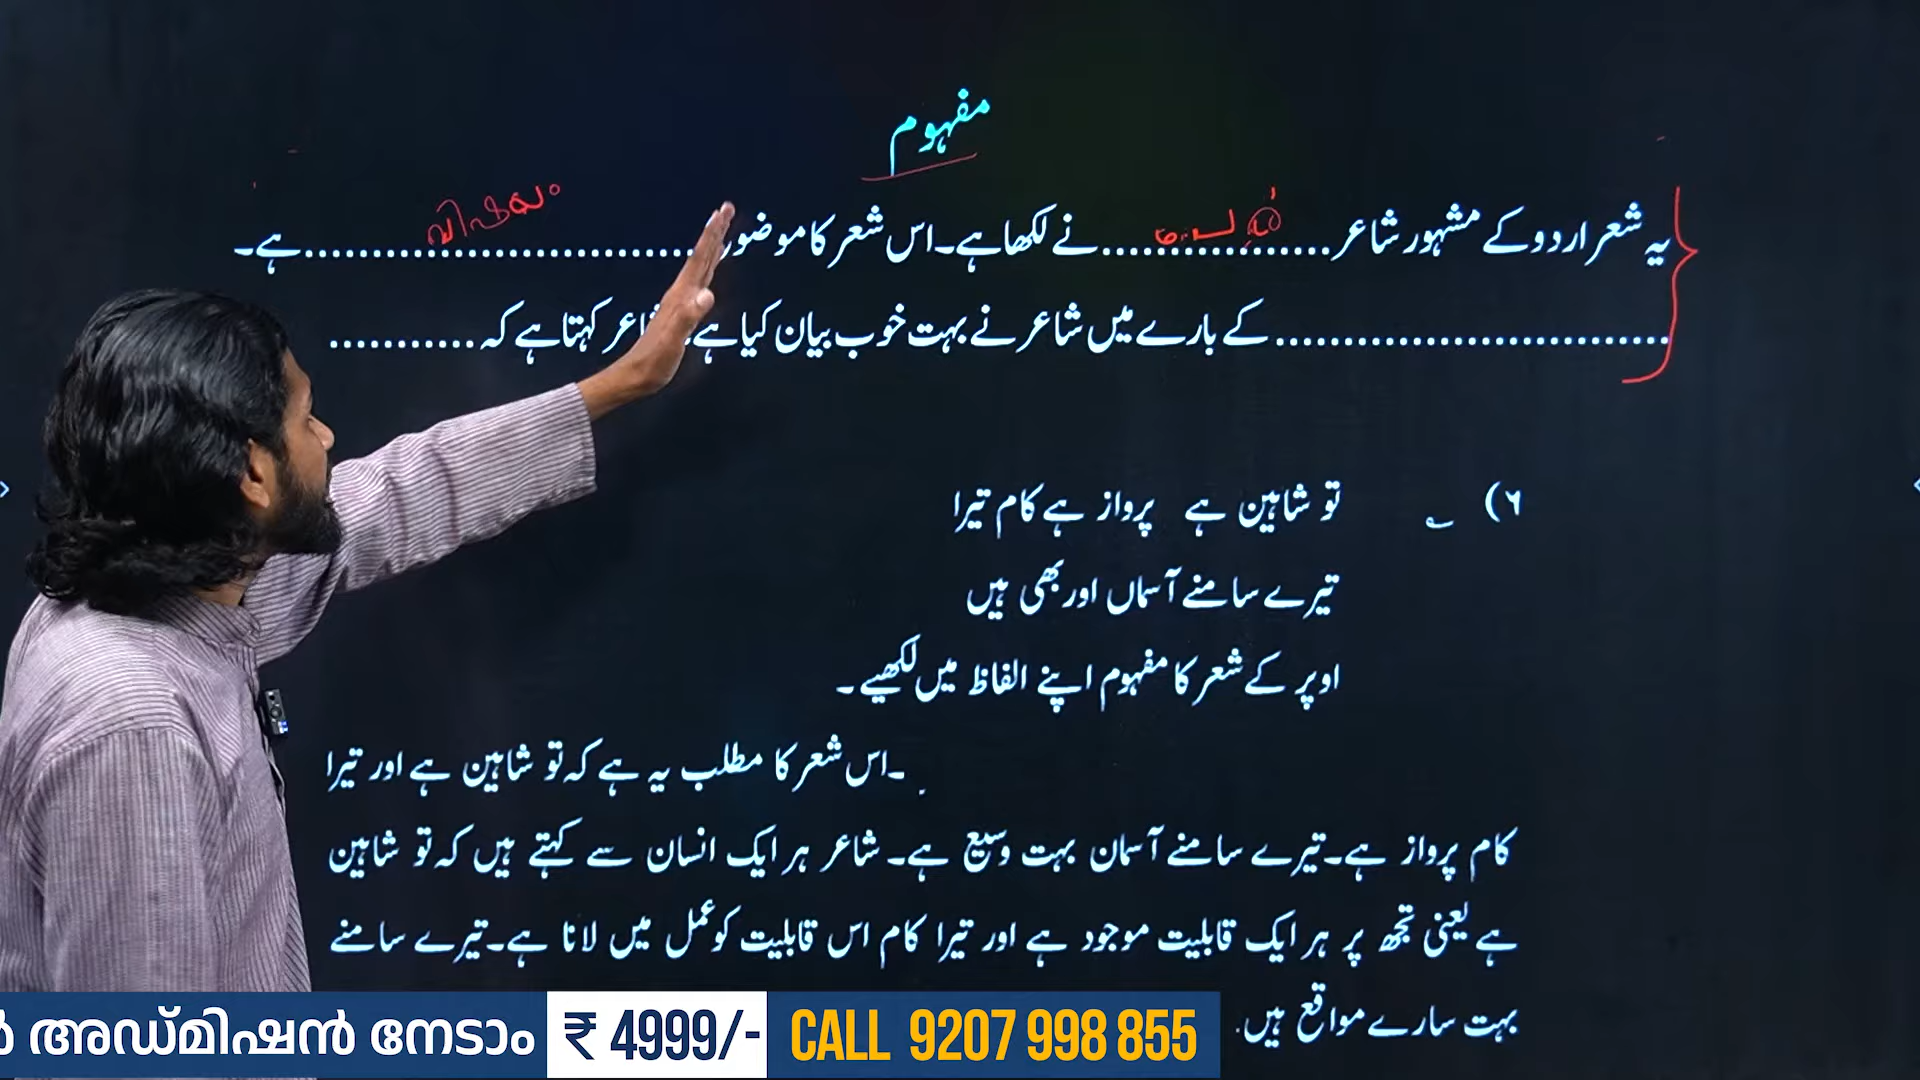 مفہوم
یہ شعر اردو کے مشہور شاعر .................. نے لکھا ہے۔ اس شعر کا موضوع .............................. ہے۔
വിഷയം
............................. کے بارے میں شاعر نے بہت خوب بیان کیا ہے۔ شاعر کہتا ہے کہ ...........
۶) ؎ تو شاہین ہے پرواز ہے کام تیرا
تیرے سامنے آسماں اور بھی ہیں
اوپر کے شعر کا مفہوم اپنے الفاظ میں لکھیے۔
۔اس شعر کا مطلب یہ ہے کہ تو شاہین ہے اور تیرا
کام پرواز ہے۔ تیرے سامنے آسمان بہت وسیع ہے۔ شاعر ہر ایک انسان سے کہتے ہیں کہ تو شاہین
ہے یعنی تجھ پر ہر ایک قابلیت موجود ہے اور تیرا کام اس قابلیت کو عمل میں لانا ہے۔ تیرے سامنے
بہت سارے مواقع ہیں.
അഡ്മിഷൻ നേടാം ₹ 4999/- CALL 9207 998 855